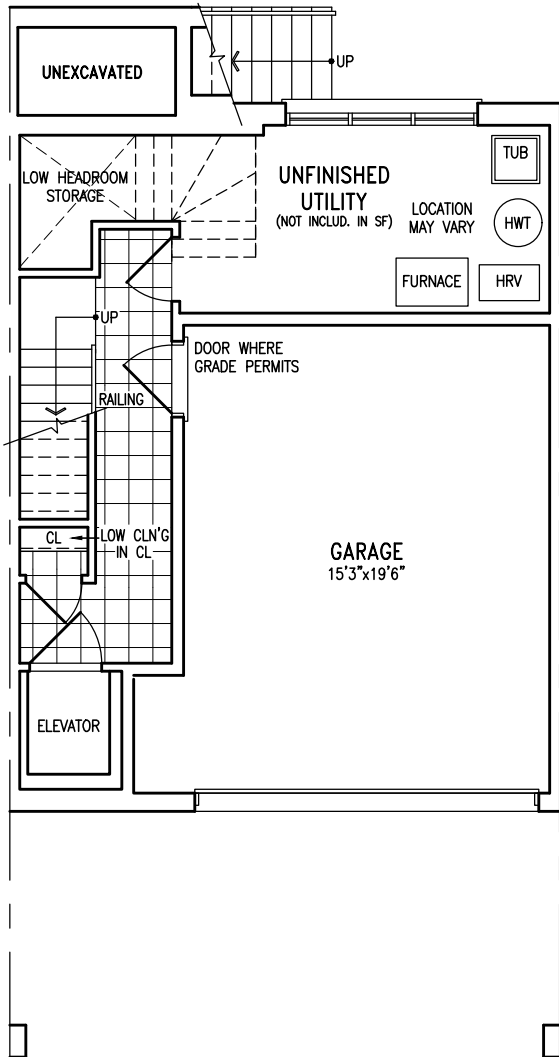 UNEXCAVATED
UP
LOW HEADROOM
STORAGE
UNFINISHED
UTILITY
(NOT INCLUD. IN SF)
LOCATION
MAY VARY
TUB
HWT
FURNACE
HRV
UP
RAILING
DOOR WHERE
GRADE PERMITS
CL
LOW CLN'G
IN CL
GARAGE
15'3"x19'6"
ELEVATOR